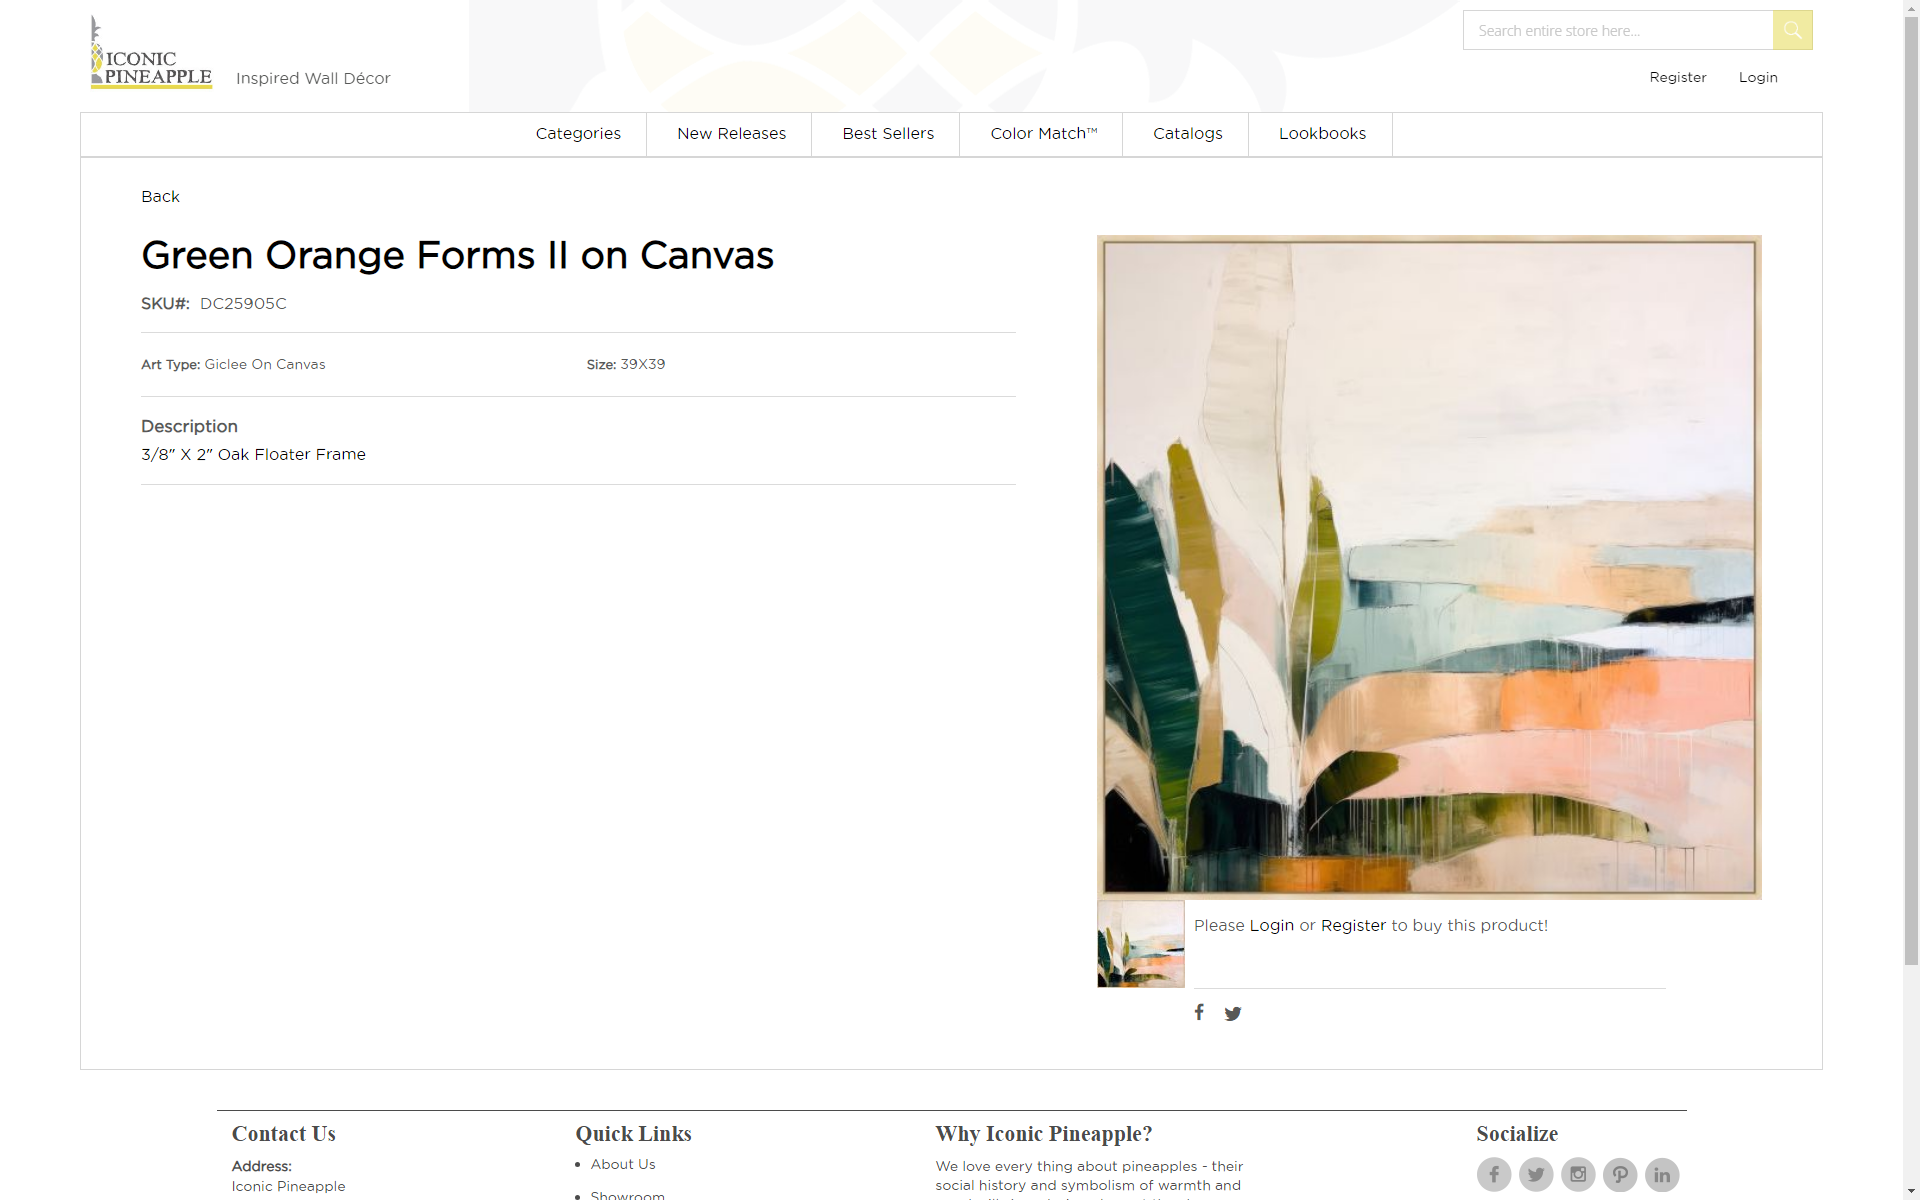 ICONIC
PINEAPPLE
Inspired Wall Décor
Search entire store here...
Register
Login
Categories
New Releases
Best Sellers
Color Match™
Catalogs
Lookbooks
Back
Green Orange Forms II on Canvas
SKU#: DC25905C
Art Type: Giclee On Canvas
Size: 39X39
Description
3/8" X 2" Oak Floater Frame
Please Login or Register to buy this product!
Contact Us
Address:
Iconic Pineapple
Quick Links
About Us
Showroom
Why Iconic Pineapple?
We love every thing about pineapples - their
social history and symbolism of warmth and
Socialize